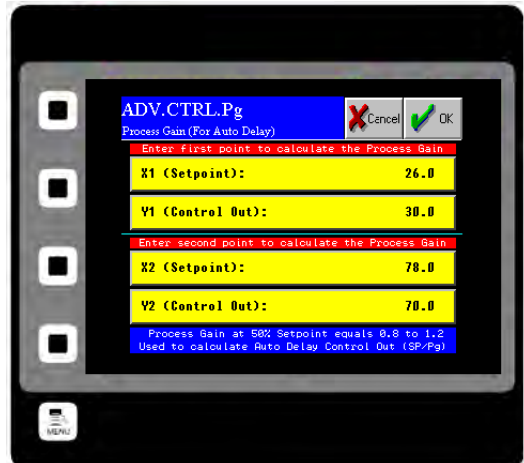 ADV.CTRL.Pg
Process Gain (For Auto Delay)
Cancel
OK
Enter first point to calculate the Process Gain
X1 (Setpoint): 26.0
Y1 (Control Out): 30.0
Enter second point to calculate the Process Gain
X2 (Setpoint): 78.0
Y2 (Control Out): 70.0
Process Gain at 50% Setpoint equals 0.8 to 1.2
Used to calculate Auto Delay Control Out (SP/Pg)
MENU